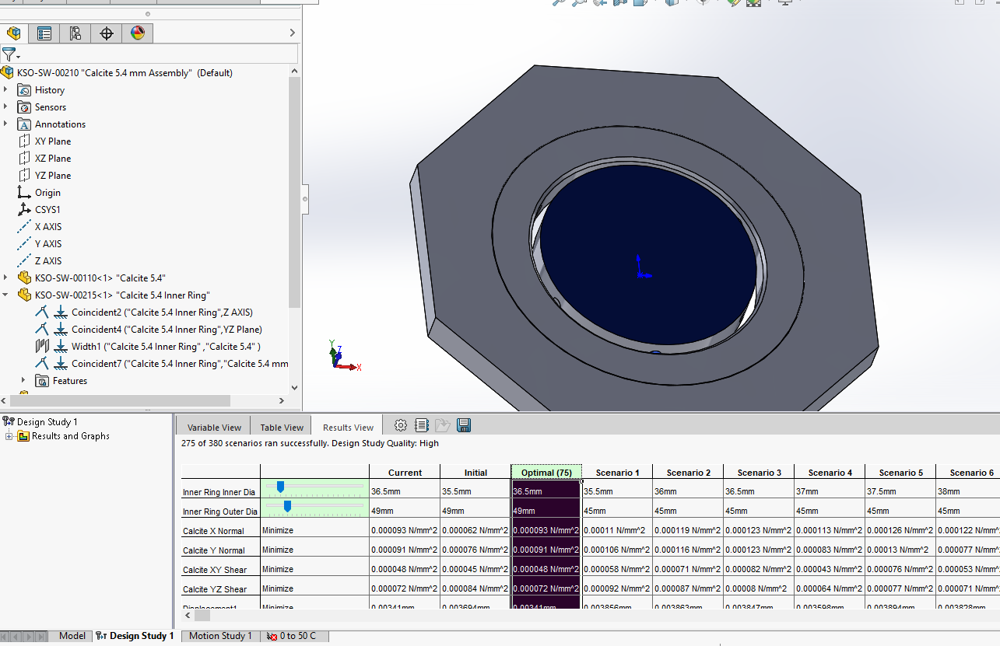 KSO-SW-00210 "Calcite 5.4 mm Assembly" (Default)
History
Sensors
Annotations
XY Plane
XZ Plane
YZ Plane
Origin
CSYS1
X AXIS
Y AXIS
Z AXIS
KSO-SW-00110<1> "Calcite 5.4"
KSO-SW-00215<1> "Calcite 5.4 Inner Ring"
Coincident2 ("Calcite 5.4 Inner Ring",Z AXIS)
Coincident4 ("Calcite 5.4 Inner Ring",YZ Plane)
Width1 ("Calcite 5.4 Inner Ring" ,"Calcite 5.4" )
Coincident7 ("Calcite 5.4 Inner Ring","Calcite 5.4 mm
Features
Y
Z
X
Design Study 1
Results and Graphs
Variable View Table View Results View
275 of 380 scenarios ran successfully. Design Study Quality: High
Current Initial Optimal (75) Scenario 1 Scenario 2 Scenario 3 Scenario 4 Scenario 5 Scenario 6
Inner Ring Inner Dia 36.5mm 35.5mm 36.5mm 35.5mm 36mm 36.5mm 37mm 37.5mm 38mm
Inner Ring Outer Dia 49mm 49mm 49mm 45mm 45mm 45mm 45mm 45mm 45mm
Calcite X Normal Minimize 0.000093 N/mm^2 0.000062 N/mm^2 0.000093 N/mm^2 0.00011 N/mm^2 0.000119 N/mm^2 0.000123 N/mm^2 0.000113 N/mm^2 0.000126 N/mm^2 0.000122 N/mm^
Calcite Y Normal Minimize 0.000091 N/mm^2 0.000076 N/mm^2 0.000091 N/mm^2 0.000106 N/mm^2 0.000116 N/mm^2 0.000123 N/mm^2 0.000083 N/mm^2 0.00013 N/mm^2 0.000077 N/mm^
Calcite XY Shear Minimize 0.000048 N/mm^2 0.000045 N/mm^2 0.000048 N/mm^2 0.000058 N/mm^2 0.000071 N/mm^2 0.000082 N/mm^2 0.000043 N/mm^2 0.000076 N/mm^2 0.000053 N/mm^
Calcite YZ Shear Minimize 0.000072 N/mm^2 0.000084 N/mm^2 0.000072 N/mm^2 0.000092 N/mm^2 0.000087 N/mm^2 0.00008 N/mm^2 0.000064 N/mm^2 0.000077 N/mm^2 0.000071 N/mm^
Displacement1 Minimize 0.00341mm 0.003694mm 0.00341mm 0.003856mm 0.003863mm 0.003847mm 0.003598mm 0.003894mm 0.003828mm
Model Design Study 1 Motion Study 1 0 to 50 C